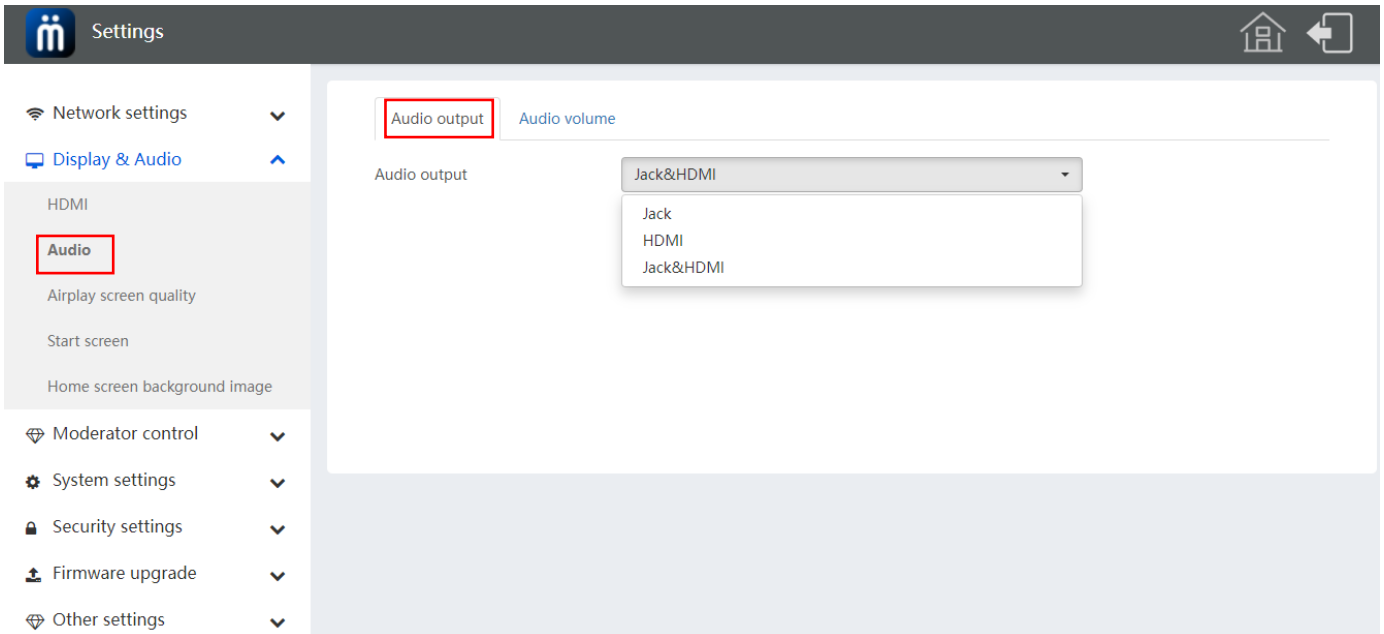 Settings
Network settings
Display & Audio
HDMI
Audio
Airplay screen quality
Start screen
Home screen background image
Moderator control
System settings
Security settings
Firmware upgrade
Other settings
Audio output Audio volume
Audio output Jack&HDMI
Jack
HDMI
Jack&HDMI